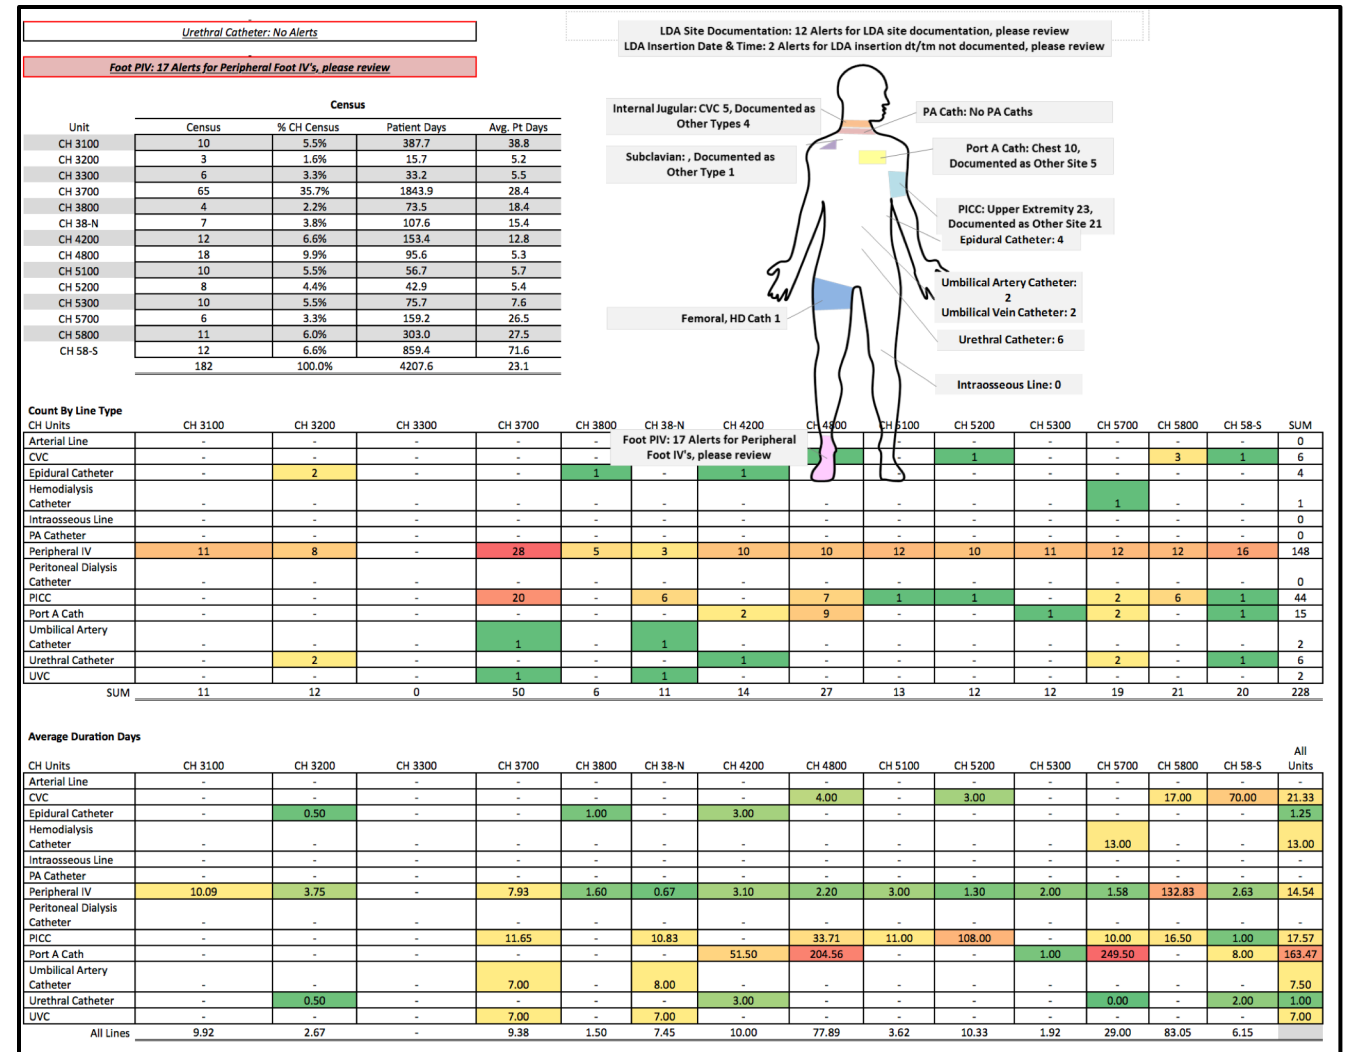 Urethral Catheter: No Alerts
Foot PIV: 17 Alerts for Peripheral Foot IV's, please review
LDA Site Documentation: 12 Alerts for LDA site documentation, please review
LDA Insertion Date & Time: 2 Alerts for LDA insertion dt/tm not documented, please review
Census
Unit Census % CH Census Patient Days Avg. Pt Days
CH 3100 10 5.5% 387.7 38.8
CH 3200 3 1.6% 15.7 5.2
CH 3300 6 3.3% 33.2 5.5
CH 3700 65 35.7% 1843.9 28.4
CH 3800 4 2.2% 73.5 18.4
CH 38-N 7 3.8% 107.6 15.4
CH 4200 12 6.6% 153.4 12.8
CH 4800 18 9.9% 95.6 5.3
CH 5100 10 5.5% 56.7 5.7
CH 5200 8 4.4% 42.9 5.4
CH 5300 10 5.5% 75.7 7.6
CH 5700 6 3.3% 159.2 26.5
CH 5800 11 6.0% 303.0 27.5
CH 58-S 12 6.6% 859.4 71.6
182 100.0% 4207.6 23.1
Internal Jugular: CVC 5, Documented as
Other Types 4
Subclavian: , Documented as
Other Type 1
Femoral, HD Cath 1
PA Cath: No PA Caths
Port A Cath: Chest 10,
Documented as Other Site 5
PICC: Upper Extremity 23,
Documented as Other Site 21
Epidural Catheter: 4
Umbilical Artery Catheter:
2
Umbilical Vein Catheter: 2
Urethral Catheter: 6
Intraosseous Line: 0
Foot PIV: 17 Alerts for Peripheral
Foot IV's, please review
Count By Line Type
CH Units CH 3100 CH 3200 CH 3300 CH 3700 CH 3800 CH 38-N CH 4200 CH 4800 CH 5100 CH 5200 CH 5300 CH 5700 CH 5800 CH 58-S SUM
Arterial Line - - - - - - - - - - - - 0
CVC - - - - - - 1 - - 3 1 6
Epidural Catheter - 2 - - 1 - 1 - - - - - - - 4
Hemodialysis
Catheter - - - - - - - - - - - 1 - - 1
Intraosseous Line - - - - - - - - - - - - - - 0
PA Catheter - - - - - - - - - - - - - - 0
Peripheral IV 11 8 - 28 5 3 10 10 12 10 11 12 12 16 148
Peritoneal Dialysis
Catheter - - - - - - - - - - - - - - 0
PICC - - - 20 - 6 - 7 1 1 - 2 6 1 44
Port A Cath - - - - - - 2 9 - - 1 2 - 1 15
Umbilical Artery
Catheter - - - 1 - 1 - - - - - - - - 2
Urethral Catheter - 2 - - - - 1 - - - - 2 - 1 6
UVC - - - 1 - 1 - - - - - - - - 2
SUM 11 12 0 50 6 11 14 27 13 12 12 19 21 20 228
Average Duration Days
All
CH Units CH 3100 CH 3200 CH 3300 CH 3700 CH 3800 CH 38-N CH 4200 CH 4800 CH 5100 CH 5200 CH 5300 CH 5700 CH 5800 CH 58-S Units
Arterial Line - - - - - - - - - - - - - - -
CVC - - - - - - - 4.00 - 3.00 - - 17.00 70.00 21.33
Epidural Catheter - 0.50 - - 1.00 - 3.00 - - - - - - - 1.25
Hemodialysis
Catheter - - - - - - - - - - - 13.00 - - 13.00
Intraosseous Line - - - - - - - - - - - - - - -
PA Catheter - - - - - - - - - - - - - - -
Peripheral IV 10.09 3.75 - 7.93 1.60 0.67 3.10 2.20 3.00 1.30 2.00 1.58 132.83 2.63 14.54
Peritoneal Dialysis
Catheter - - - - - - - - - - - - - - -
PICC - - - 11.65 - 10.83 - 33.71 11.00 108.00 - 10.00 16.50 1.00 17.57
Port A Cath - - - - - - 51.50 204.56 - - 1.00 249.50 - 8.00 163.47
Umbilical Artery
Catheter - - - 7.00 - 8.00 - - - - - - - - 7.50
Urethral Catheter - 0.50 - - - - 3.00 - - - - 0.00 - 2.00 1.00
UVC - - - 7.00 - 7.00 - - - - - - - - 7.00
All Lines 9.92 2.67 - 9.38 1.50 7.45 10.00 77.89 3.62 10.33 1.92 29.00 83.05 6.15